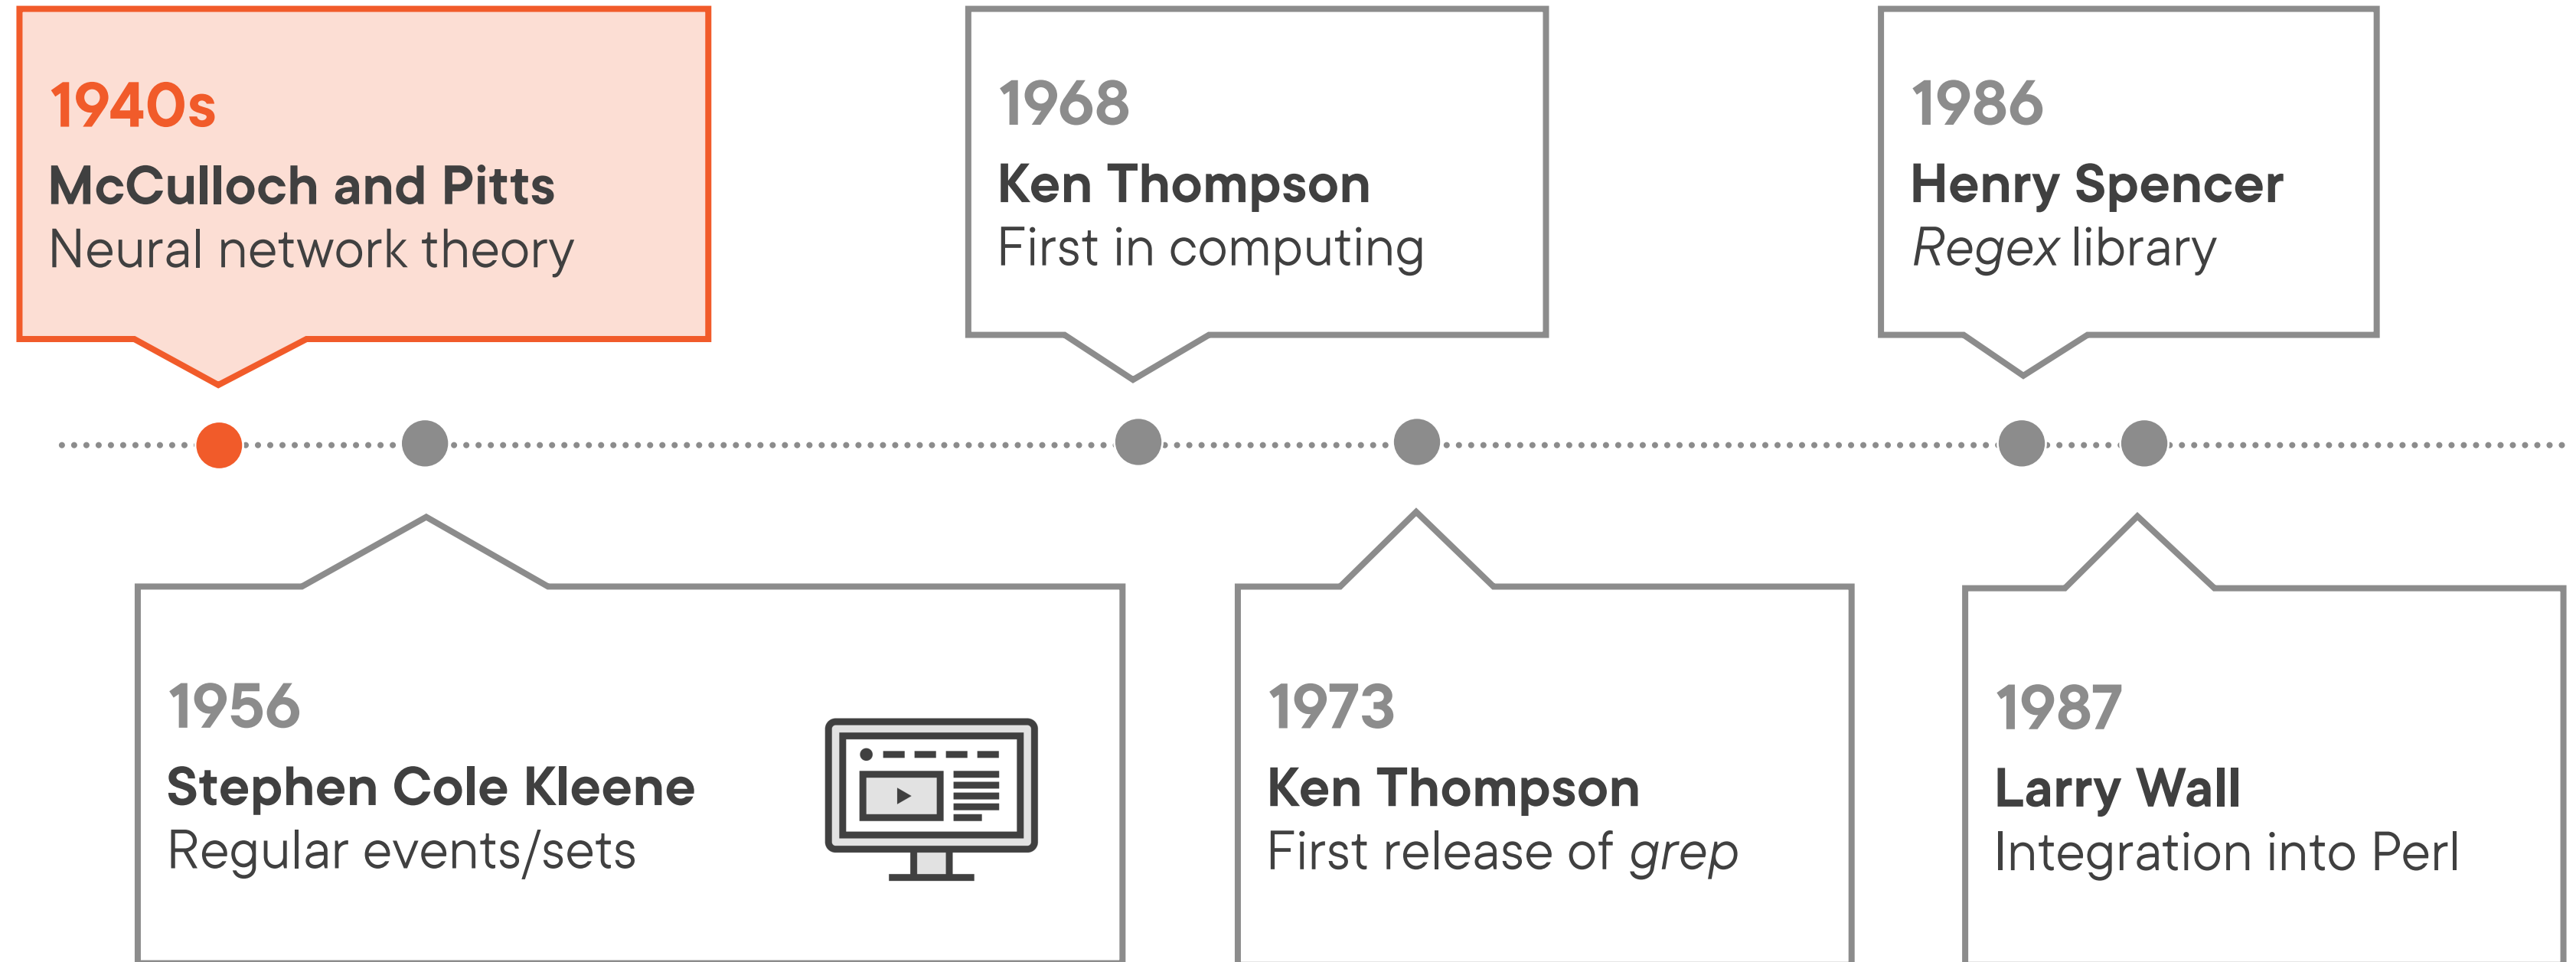 1940s
McCulloch and Pitts
Neural network theory
1956
Stephen Cole Kleene
Regular events/sets
1968
Ken Thompson
First in computing
1973
Ken Thompson
First release of grep
1986
Henry Spencer
Regex library
1987
Larry Wall
Integration into Perl